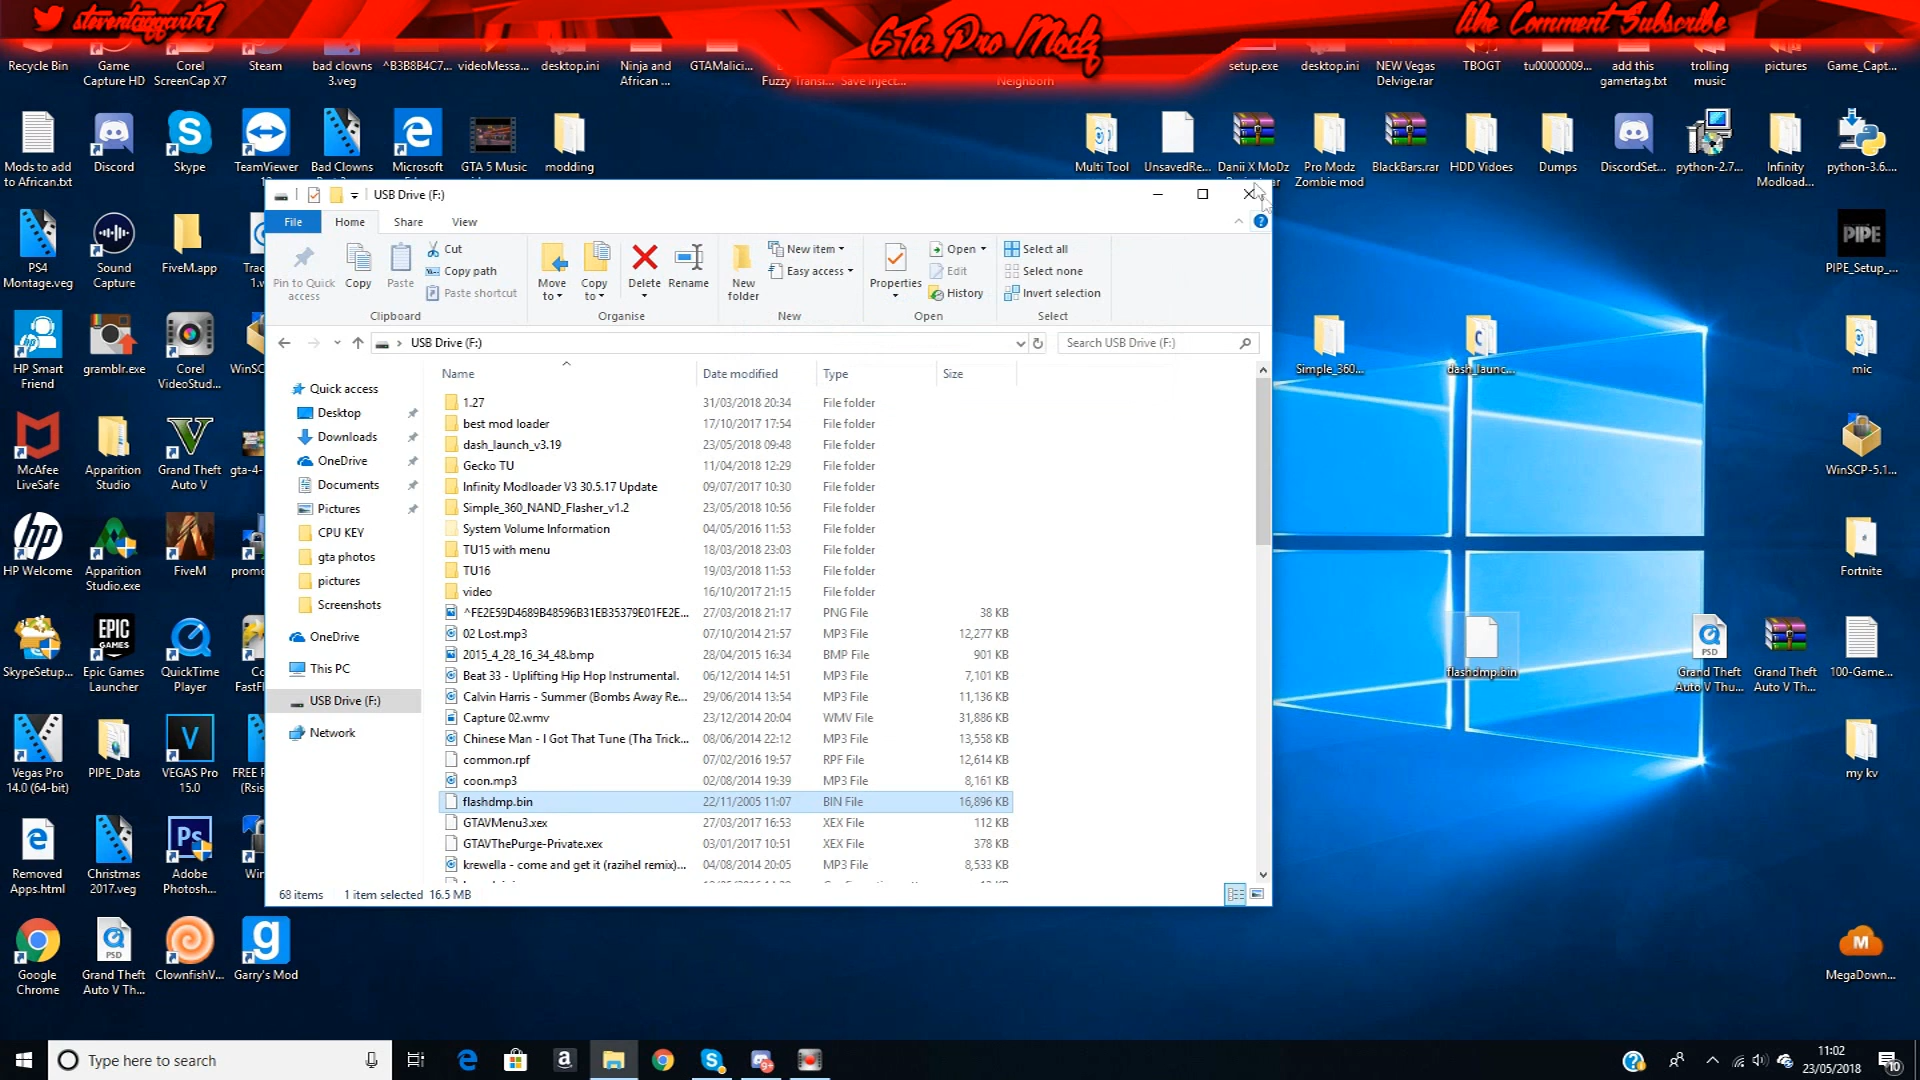 steventaggartr1
GTa Pro Modz
like Comment Subscribe
Recycle Bin
Game Capture HD
Corel ScreenCap X7
Steam
bad clowns 3.veg
^B3B8B4C7...
videoMessa...
desktop.ini
Ninja and African ...
GTAMalici...
Fuzzy Transi...
Save Inject...
Neighborn
setup.exe
desktop.ini
NEW Vegas Delvige.rar
TBOGT
tu00000009...
add this gamertag.txt
trolling music
pictures
Game_Capt...
Mods to add to African.txt
Discord
Skype
TeamViewer
Bad Clowns
Microsoft
GTA 5 Music
modding
Multi Tool
UnsavedRe...
Danii X MoDz
Pro Modz Zombie mod
BlackBars.rar
HDD Vidoes
Dumps
DiscordSet...
python-2.7...
Infinity Modload...
python-3.6....
USB Drive (F:)
File
Home
Share
View
Pin to Quick access
Copy
Paste
Cut
Copy path
Paste shortcut
Clipboard
Move to
Copy to
Delete
Rename
Organise
New folder
New item
Easy access
New
Properties
Open
Edit
History
Open
Select all
Select none
Invert selection
Select
USB Drive (F:)
Search USB Drive (F:)
Name Date modified Type Size
Quick access
Desktop
Downloads
OneDrive
Documents
Pictures
CPU KEY
gta photos
pictures
Screenshots
OneDrive
This PC
USB Drive (F:)
Network
1.27 31/03/2018 20:34 File folder
best mod loader 17/10/2017 17:54 File folder
dash_launch_v3.19 23/05/2018 09:48 File folder
Gecko TU 11/04/2018 12:29 File folder
Infinity Modloader V3 30.5.17 Update 09/07/2017 10:30 File folder
Simple_360_NAND_Flasher_v1.2 23/05/2018 10:56 File folder
System Volume Information 04/05/2016 11:53 File folder
TU15 with menu 18/03/2018 23:03 File folder
TU16 19/03/2018 11:53 File folder
video 16/10/2017 21:15 File folder
^FE2E59D4689B48596B31EB35379E01FE2E... 27/03/2018 21:17 PNG File 38 KB
02 Lost.mp3 07/10/2014 21:57 MP3 File 12,277 KB
2015_4_28_16_34_48.bmp 28/04/2015 16:34 BMP File 901 KB
Beat 33 - Uplifting Hip Hop Instrumental. 06/12/2014 14:51 MP3 File 7,101 KB
Calvin Harris - Summer (Bombs Away Re... 29/06/2014 13:54 MP3 File 11,136 KB
Capture 02.wmv 23/12/2014 20:04 WMV File 31,886 KB
Chinese Man - I Got That Tune (Tha Trick... 08/06/2014 22:12 MP3 File 13,558 KB
common.rpf 07/02/2016 19:57 RPF File 12,614 KB
coon.mp3 02/08/2014 19:39 MP3 File 8,161 KB
flashdmp.bin 22/11/2005 11:07 BIN File 16,896 KB
GTAVMenu3.xex 27/03/2017 16:53 XEX File 112 KB
GTAVThePurge-Private.xex 03/01/2017 10:51 XEX File 378 KB
krewella - come and get it (razihel remix)... 04/08/2014 20:05 MP3 File 8,533 KB
68 items 1 item selected 16.5 MB
PS4 Montage.veg
Sound Capture
FiveM.app
HP Smart Friend
gramblr.exe
Corel VideoStud...
WinSC
McAfee LiveSafe
Apparition Studio
Grand Theft Auto V
gta-4-
HP Welcome
Apparition Studio.exe
FiveM
promo
SkypeSetup...
Epic Games Launcher
QuickTime Player
Co
FastFl
Vegas Pro 14.0 (64-bit)
PIPE_Data
VEGAS Pro 15.0
FREE F
(Rsis
Removed Apps.html
Christmas 2017.veg
Adobe Photosh...
Win
Google Chrome
Grand Theft Auto V Th...
ClownfishV...
Garry's Mod
PIPE
PIPE_Setup_...
Simple_360...
dash_launc...
mic
WinSCP-5.1...
Fortnite
flashdmp.bin
PSD
Grand Theft Auto V Thu...
Grand Theft Auto V Th...
100-Game...
my kv
MegaDown...
Type here to search
11:02
23/05/2018
10